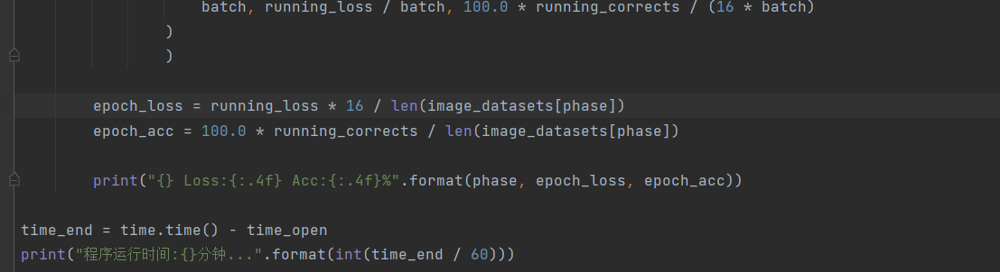 batch, running_loss / batch, 100.0 * running_corrects / (16 * batch)
)
)
epoch_loss = running_loss * 16 / len(image_datasets[phase])
epoch_acc = 100.0 * running_corrects / len(image_datasets[phase])
print("{} Loss:{:.4f} Acc:{:.4f}%".format(phase, epoch_loss, epoch_acc))
time_end = time.time() - time_open
print("程序运行时间:{}分钟...".format(int(time_end / 60)))